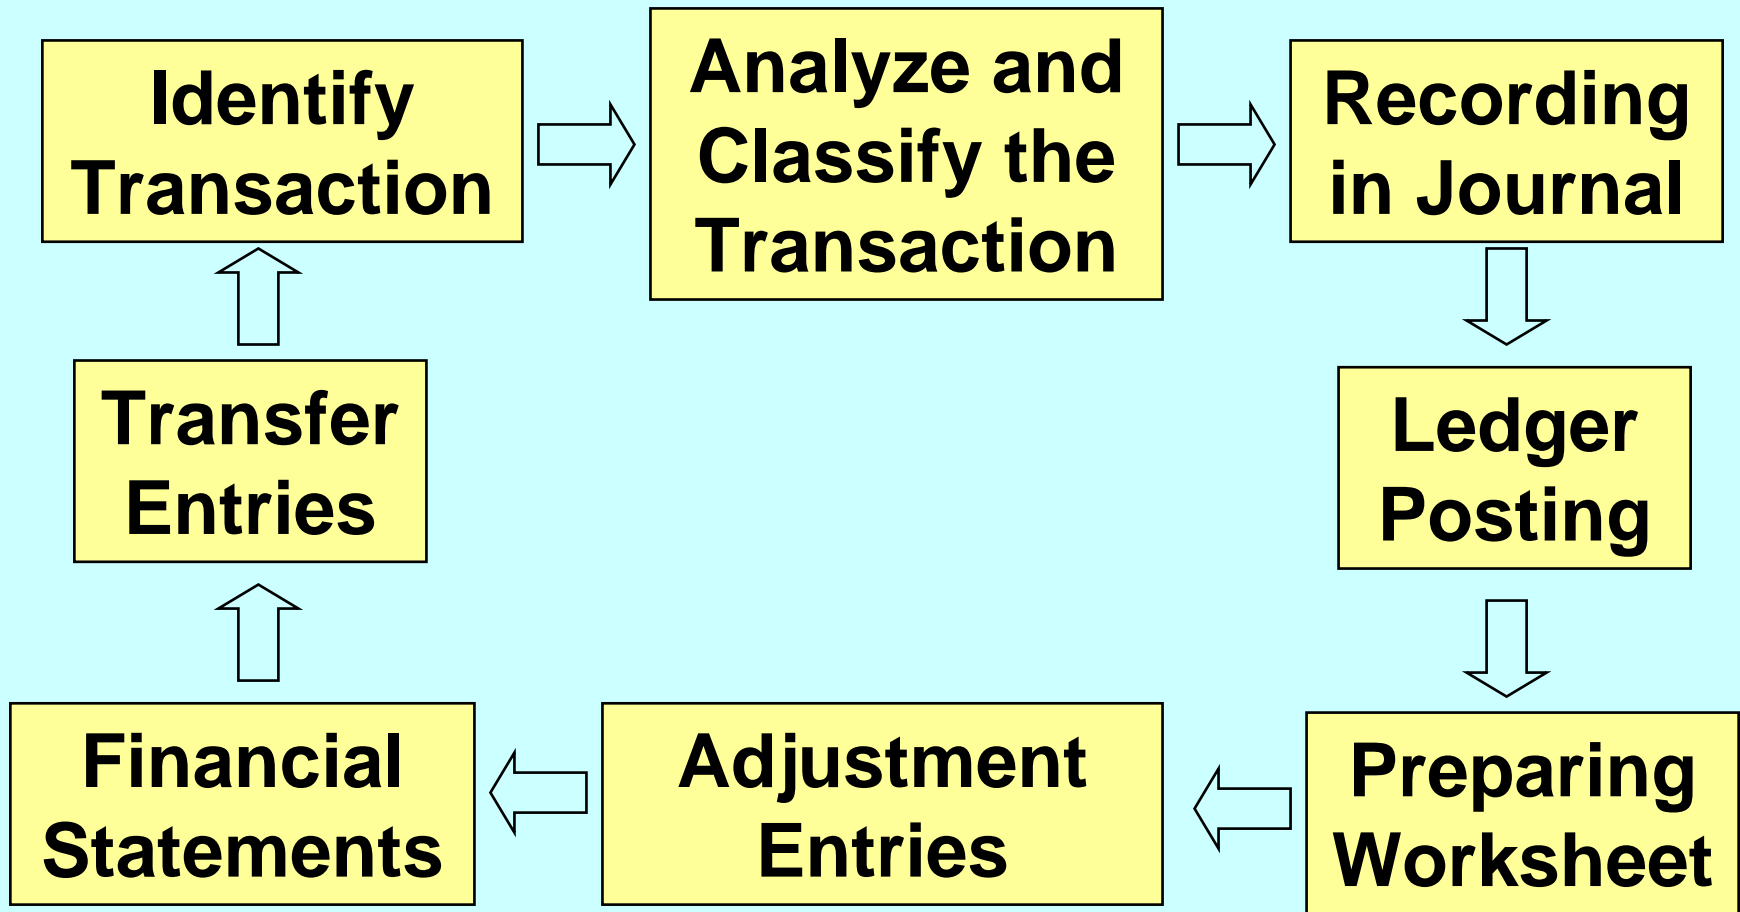 Identify
Transaction
Analyze and
Classify the
Transaction
Recording
in Journal
Transfer
Entries
Ledger
Posting
Financial
Statements
Adjustment
Entries
Preparing
Worksheet